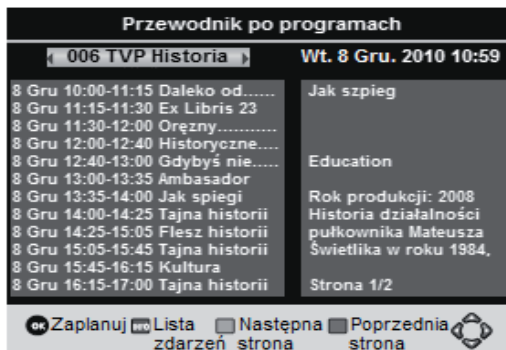 Przewodnik po programach
006 TVP Historia
Wt. 8 Gru. 2010 10:59
8 Gru 10:00-11:15 Daleko od......
8 Gru 11:15-11:30 Ex Libris 23
8 Gru 11:30-12:00 Oręzny...........
8 Gru 12:00-12:40 Historyczne....
8 Gru 12:40-13:00 Gdybyś nie.....
8 Gru 13:00-13:35 Ambasador
8 Gru 13:35-14:00 Jak spiegi
8 Gru 14:00-14:25 Tajna historii
8 Gru 14:25-15:05 Flesz historii
8 Gru 15:05-15:45 Tajna historii
8 Gru 15:45-16:15 Kultura
8 Gru 16:15-17:00 Tajna historii
Jak szpieg
Education
Rok produkcji: 2008
Historia działalności
pułkownika Mateusza
Świetlika w roku 1984,
Strona 1/2
OK Zaplanuj Lista Następna Poprzednia
zdarzeń strona strona